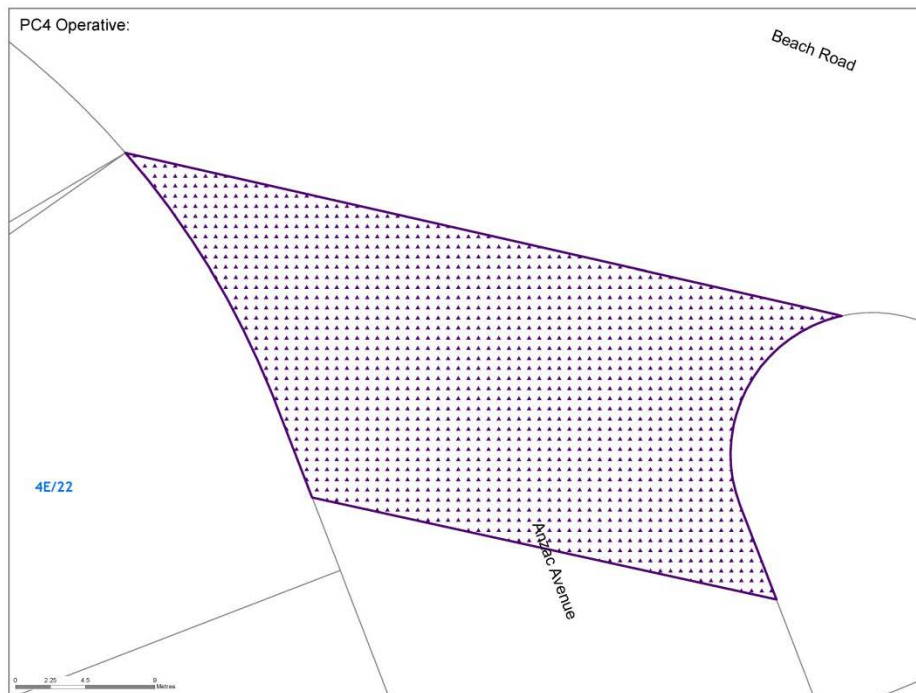 PC4 Operative:
Beach Road
4E/22
Anzac Avenue
0 2.25 4.5 9
Metres